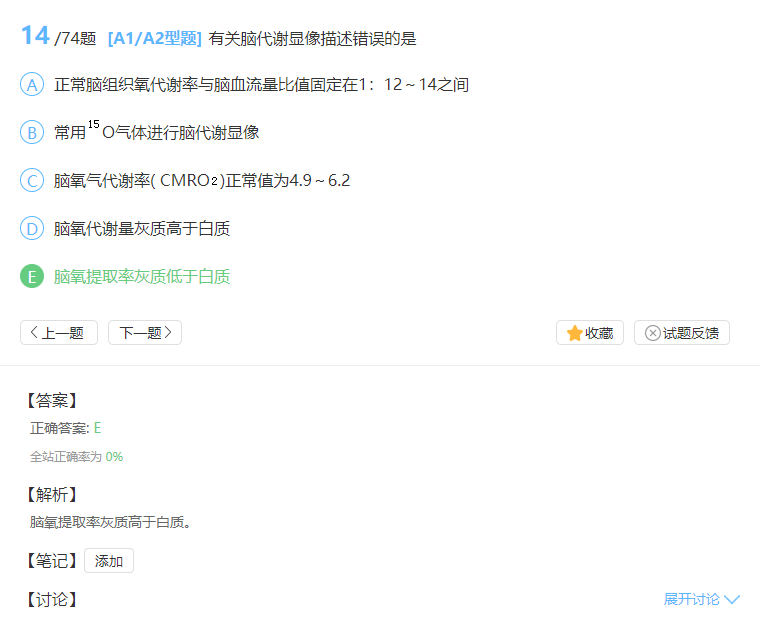 14 /74题 [A1/A2型题] 有关脑代谢显像描述错误的是
A 正常脑组织氧代谢率与脑血流量比值固定在1：12～14之间
B 常用15O气体进行脑代谢显像
C 脑氧气代谢率( CMRO2)正常值为4.9～6.2
D 脑氧代谢量灰质高于白质
E 脑氧提取率灰质低于白质
上一题 下一题 收藏 试题反馈
【答案】
正确答案: E
全站正确率为 0%
【解析】
脑氧提取率灰质高于白质。
【笔记】 添加
【讨论】 展开讨论